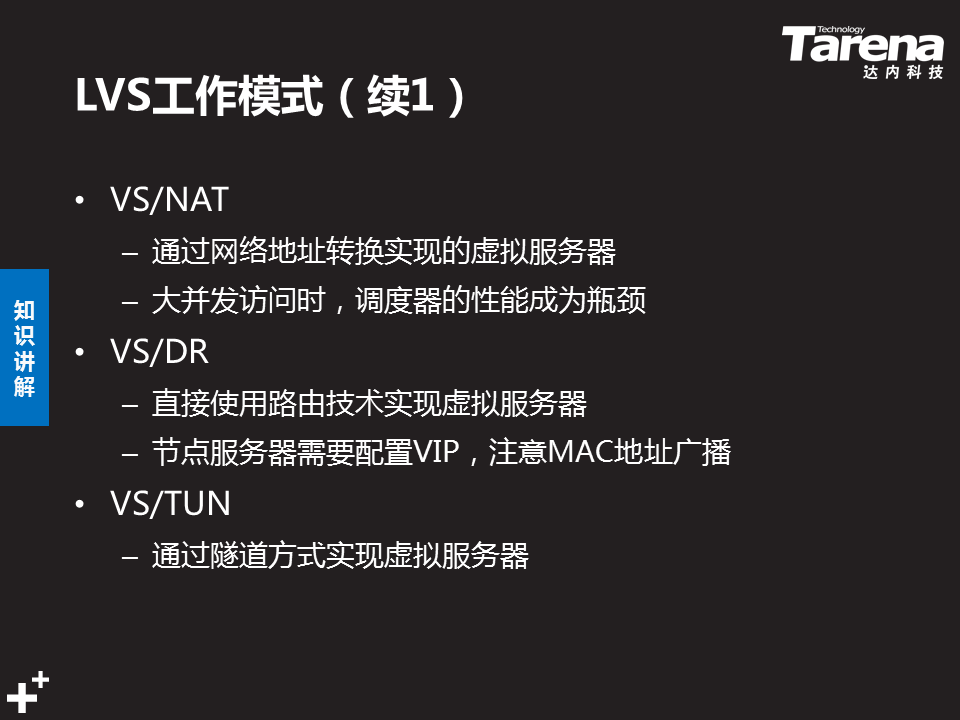 Technology
Tarena
达内科技
LVS工作模式（续1）
• VS/NAT
– 通过网络地址转换实现的虚拟服务器
– 大并发访问时，调度器的性能成为瓶颈
• VS/DR
– 直接使用路由技术实现虚拟服务器
– 节点服务器需要配置VIP，注意MAC地址广播
• VS/TUN
– 通过隧道方式实现虚拟服务器
知识讲解